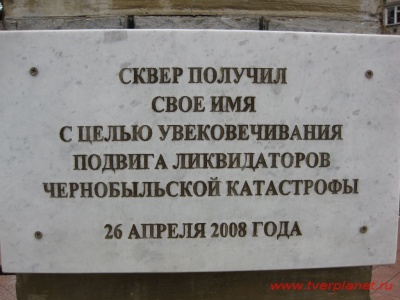 СКВЕР ПОЛУЧИЛ
СВОЕ ИМЯ
С ЦЕЛЬЮ УВЕКОВЕЧИВАНИЯ
ПОДВИГА ЛИКВИДАТОРОВ
ЧЕРНОБЫЛЬСКОЙ КАТАСТРОФЫ
26 АПРЕЛЯ 2008 ГОДА
www.tverplanet.ru